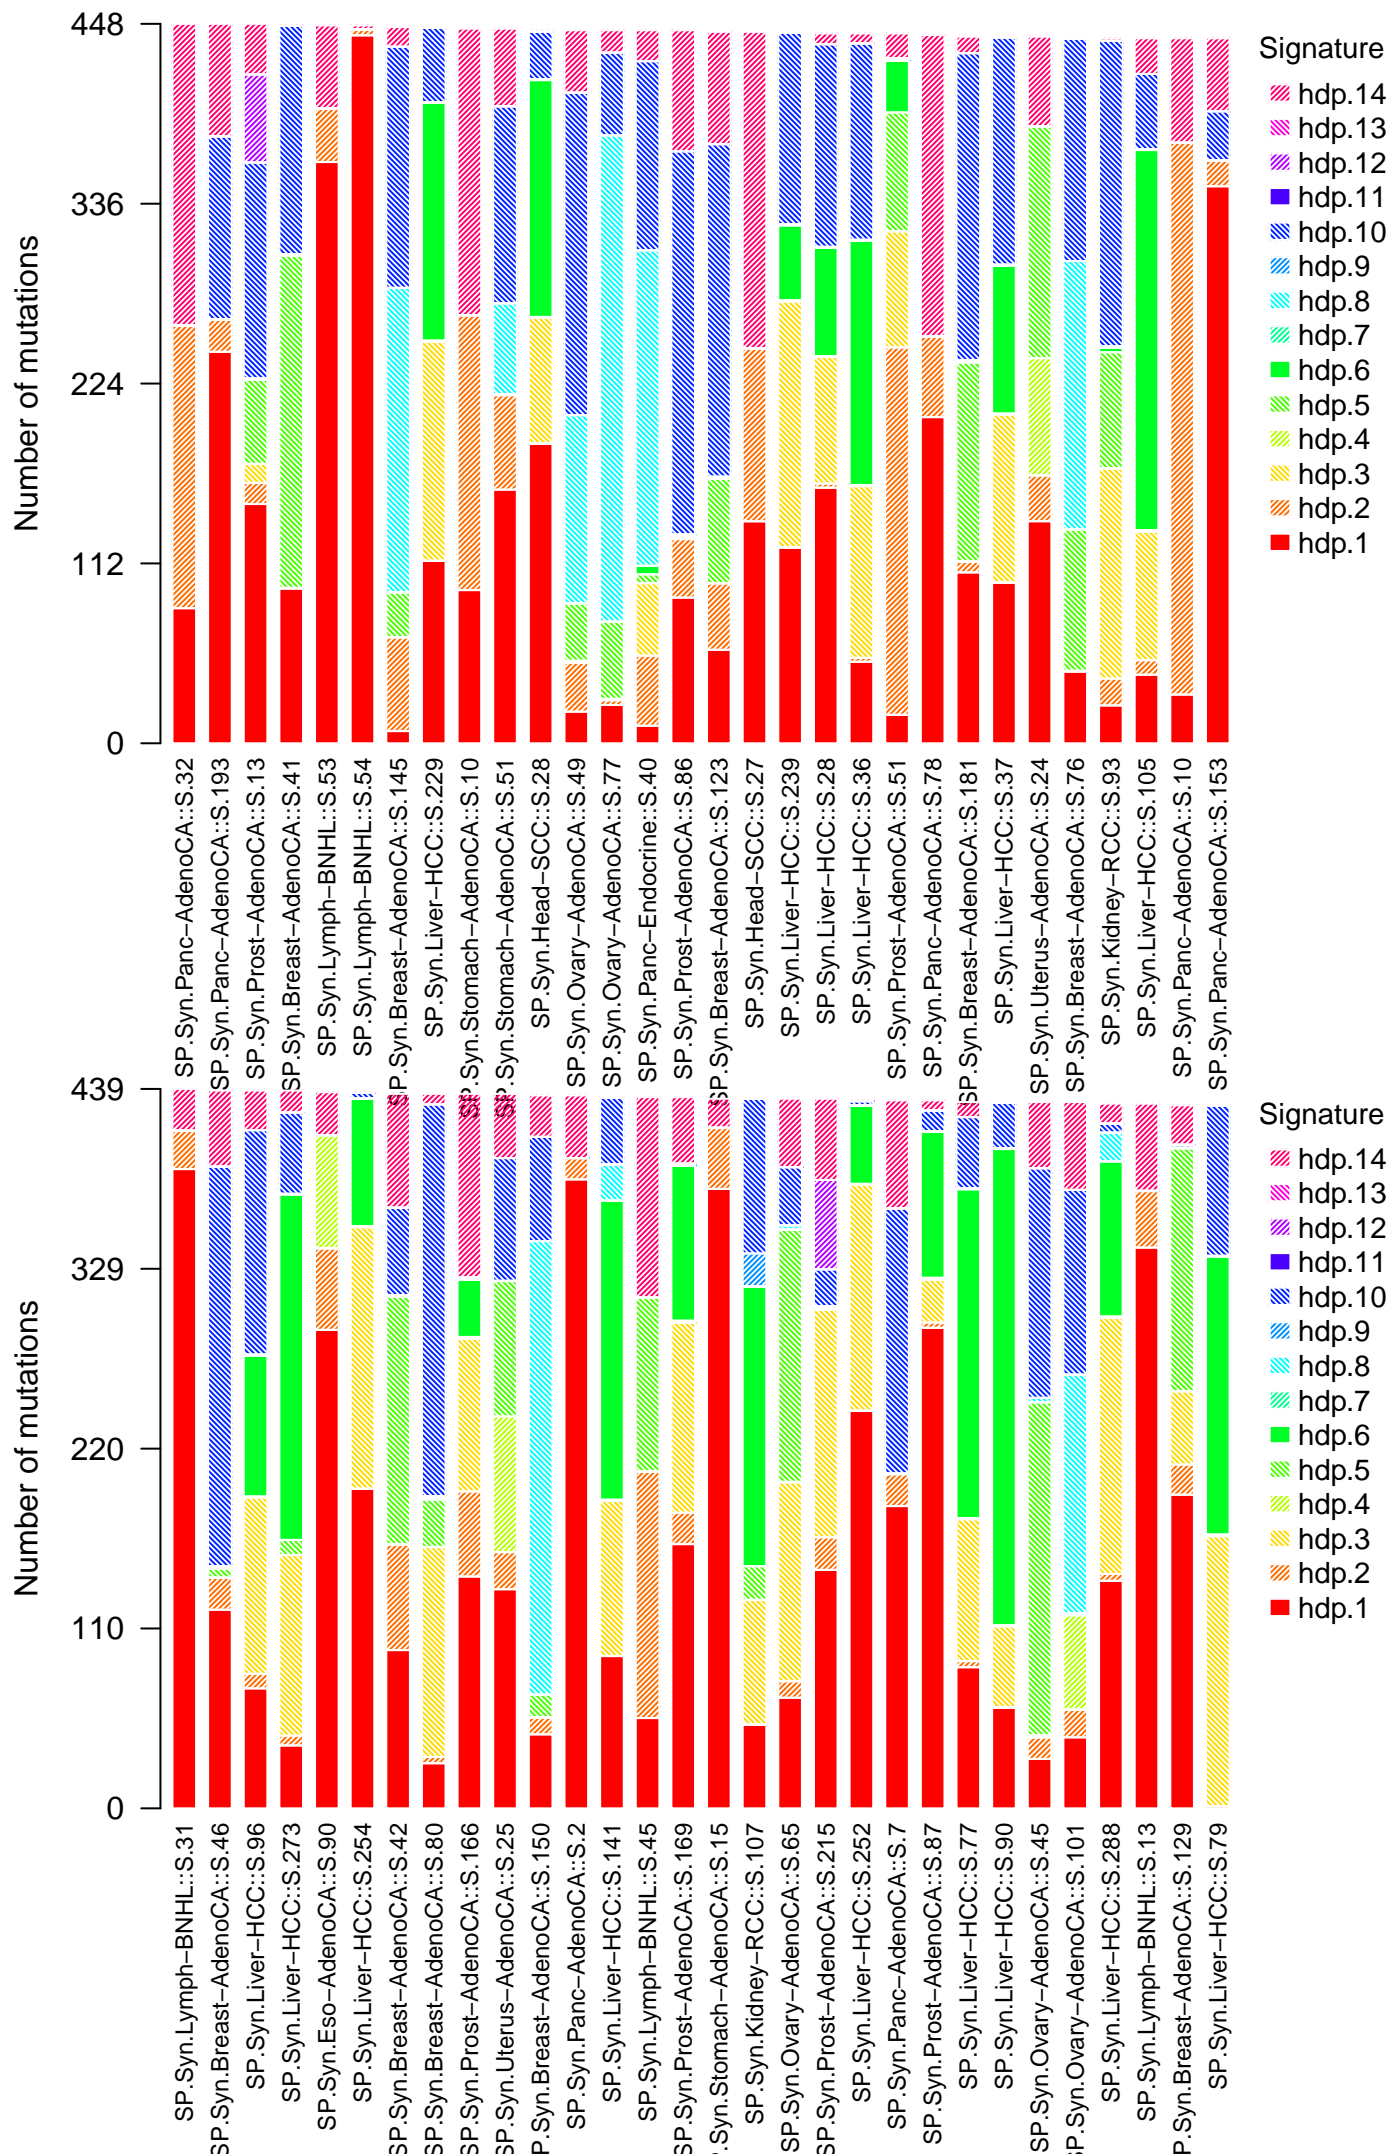 Number of mutations
448
336
224
112
0
Signature
hdp.14
hdp.13
hdp.12
hdp.11
hdp.10
hdp.9
hdp.8
hdp.7
hdp.6
hdp.5
hdp.4
hdp.3
hdp.2
hdp.1
SP.Syn.Panc−AdenoCA::S.32
SP.Syn.Panc−AdenoCA::S.193
SP.Syn.Prost−AdenoCA::S.13
SP.Syn.Breast−AdenoCA::S.41
SP.Syn.Lymph−BNHL::S.53
SP.Syn.Lymph−BNHL::S.54
SP.Syn.Breast−AdenoCA::S.145
SP.Syn.Liver−HCC::S.229
SP.Syn.Stomach−AdenoCA::S.10
SP.Syn.Stomach−AdenoCA::S.51
SP.Syn.Head−SCC::S.28
SP.Syn.Ovary−AdenoCA::S.49
SP.Syn.Ovary−AdenoCA::S.77
SP.Syn.Panc−Endocrine::S.40
SP.Syn.Prost−AdenoCA::S.86
SP.Syn.Breast−AdenoCA::S.123
SP.Syn.Head−SCC::S.27
SP.Syn.Liver−HCC::S.239
SP.Syn.Liver−HCC::S.28
SP.Syn.Liver−HCC::S.36
SP.Syn.Prost−AdenoCA::S.51
SP.Syn.Panc−AdenoCA::S.78
SP.Syn.Breast−AdenoCA::S.181
SP.Syn.Liver−HCC::S.37
SP.Syn.Uterus−AdenoCA::S.24
SP.Syn.Breast−AdenoCA::S.76
SP.Syn.Kidney−RCC::S.93
SP.Syn.Liver−HCC::S.105
SP.Syn.Panc−AdenoCA::S.10
SP.Syn.Panc−AdenoCA::S.153
Number of mutations
439
329
220
110
0
Signature
hdp.14
hdp.13
hdp.12
hdp.11
hdp.10
hdp.9
hdp.8
hdp.7
hdp.6
hdp.5
hdp.4
hdp.3
hdp.2
hdp.1
SP.Syn.Lymph−BNHL::S.31
SP.Syn.Breast−AdenoCA::S.46
SP.Syn.Liver−HCC::S.96
SP.Syn.Liver−HCC::S.273
SP.Syn.Eso−AdenoCA::S.90
SP.Syn.Liver−HCC::S.254
SP.Syn.Breast−AdenoCA::S.42
SP.Syn.Breast−AdenoCA::S.80
SP.Syn.Prost−AdenoCA::S.166
SP.Syn.Uterus−AdenoCA::S.25
P.Syn.Breast−AdenoCA::S.150
SP.Syn.Panc−AdenoCA::S.2
SP.Syn.Liver−HCC::S.141
SP.Syn.Lymph−BNHL::S.45
SP.Syn.Prost−AdenoCA::S.169
.Syn.Stomach−AdenoCA::S.15
SP.Syn.Kidney−RCC::S.107
SP.Syn.Ovary−AdenoCA::S.65
SP.Syn.Prost−AdenoCA::S.215
SP.Syn.Liver−HCC::S.252
SP.Syn.Panc−AdenoCA::S.7
SP.Syn.Prost−AdenoCA::S.87
SP.Syn.Liver−HCC::S.77
SP.Syn.Liver−HCC::S.90
SP.Syn.Ovary−AdenoCA::S.45
SP.Syn.Ovary−AdenoCA::S.101
SP.Syn.Liver−HCC::S.288
SP.Syn.Lymph−BNHL::S.13
SP.Syn.Breast−AdenoCA::S.129
SP.Syn.Liver−HCC::S.79